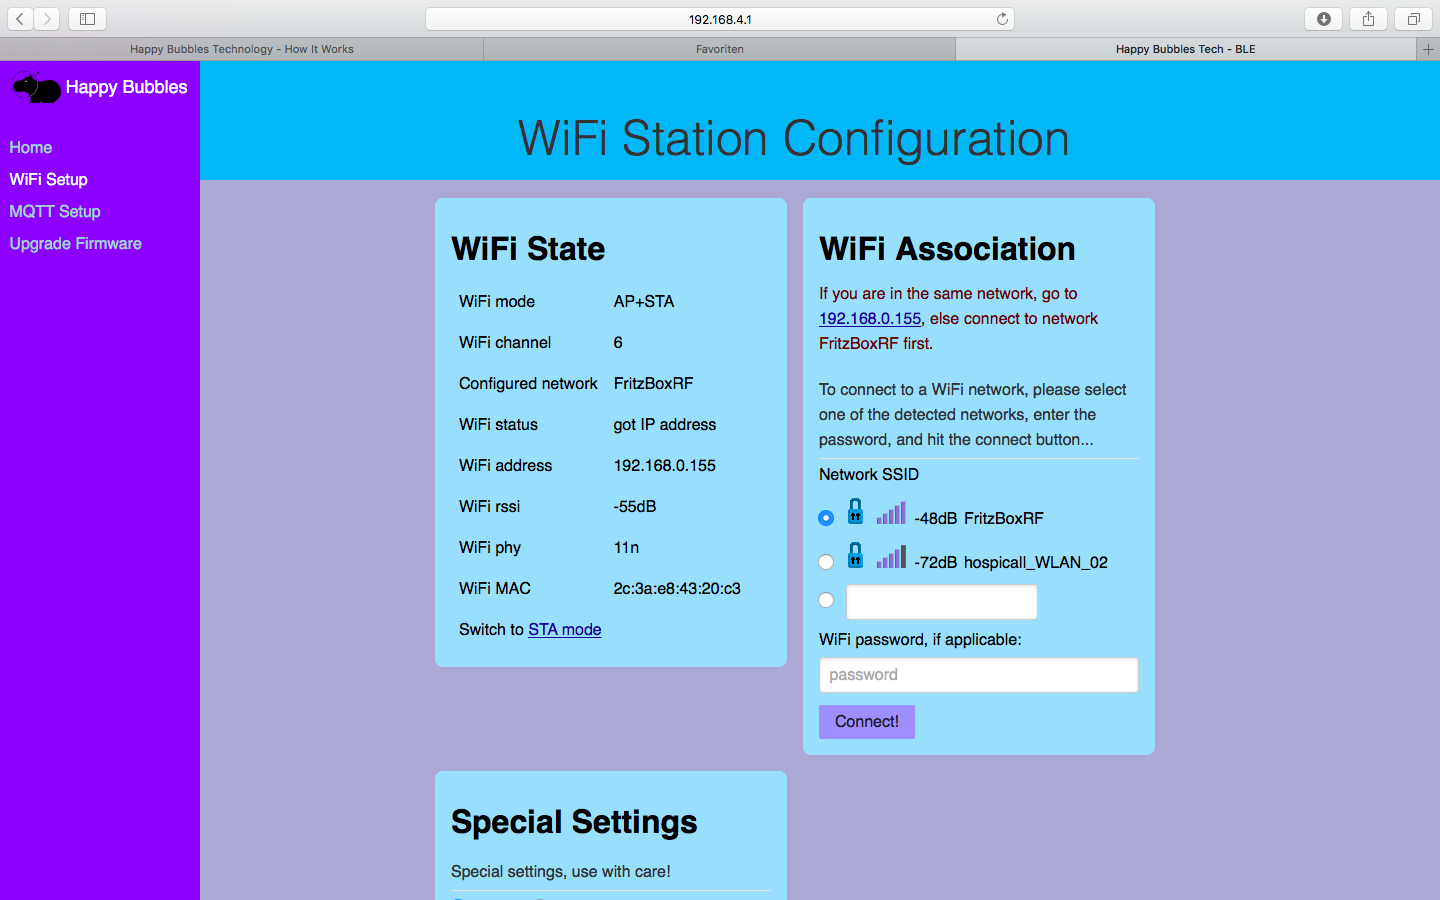 192.168.4.1
Happy Bubbles Technology - How It Works
Favoriten
Happy Bubbles Tech - BLE
Happy Bubbles
Home
WiFi Setup
MQTT Setup
Upgrade Firmware
WiFi Station Configuration
WiFi State
WiFi mode AP+STA
WiFi channel 6
Configured network FritzBoxRF
WiFi status got IP address
WiFi address 192.168.0.155
WiFi rssi -55dB
WiFi phy 11n
WiFi MAC 2c:3a:e8:43:20:c3
Switch to STA mode
WiFi Association
If you are in the same network, go to
192.168.0.155, else connect to network
FritzBoxRF first.
To connect to a WiFi network, please select
one of the detected networks, enter the
password, and hit the connect button...
Network SSID
-48dB FritzBoxRF
-72dB hospicall_WLAN_02
WiFi password, if applicable:
password
Connect!
Special Settings
Special settings, use with care!